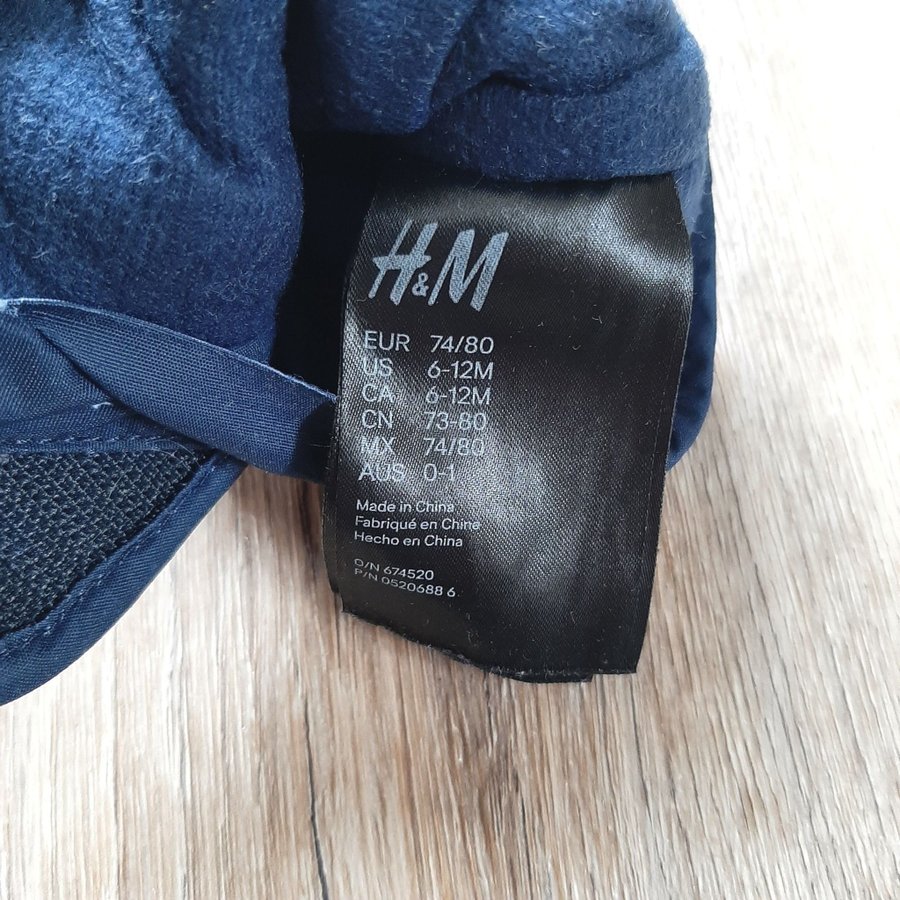 H&M
EUR 74/80
US 6-12M
CA 6-12M
CN 73-80
MX 74/80
AUS 0-1
Made in China
Fabriqué en Chine
Hecho en China
O/N 674520
P/N 0520688 6